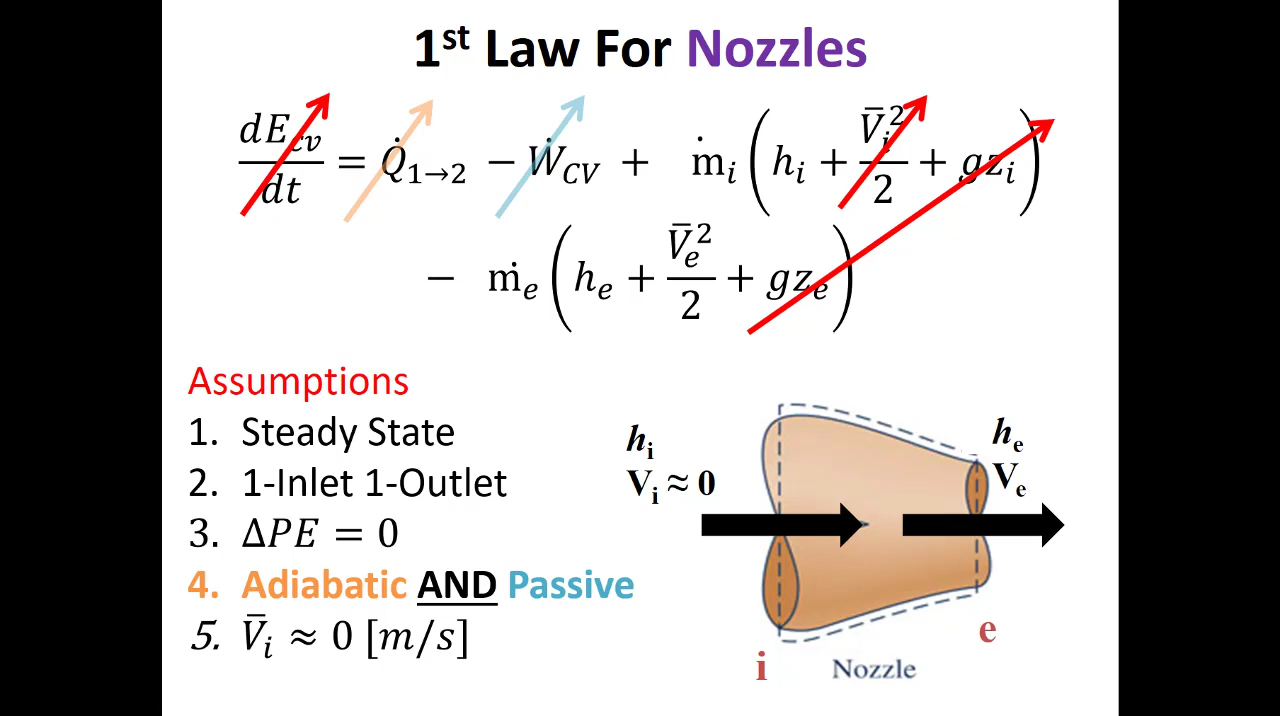 1st Law For Nozzles
dE_cv/dt = Q̇_1→2 − Ẇ_CV + ṁ_i (h_i + V̄_i²/2 + gz_i)
− ṁ_e (h_e + V̄_e²/2 + gz_e)
Assumptions
1. Steady State
2. 1-Inlet 1-Outlet
3. ΔPE = 0
4. Adiabatic AND Passive
5. V̄_i ≈ 0 [m/s]
h_i
V_i ≈ 0
h_e
V_e
i
e
Nozzle